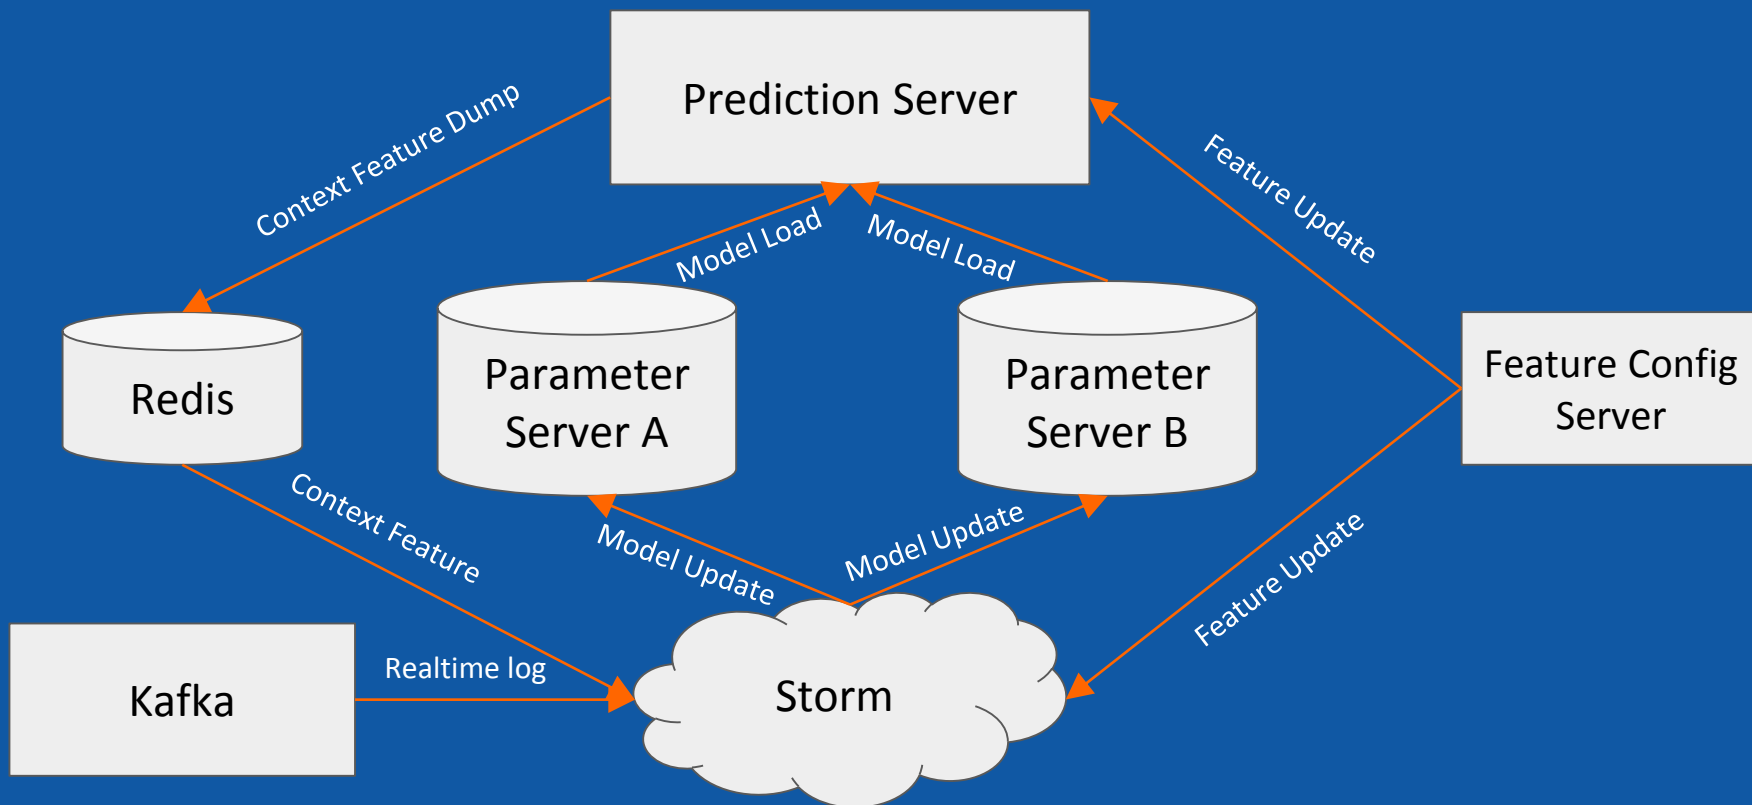 Prediction Server
Context Feature Dump
Feature Update
Model Load
Model Load
Redis
Parameter
Server A
Parameter
Server B
Feature Config
Server
Context Feature
Model Update
Model Update
Feature Update
Kafka
Realtime log
Storm